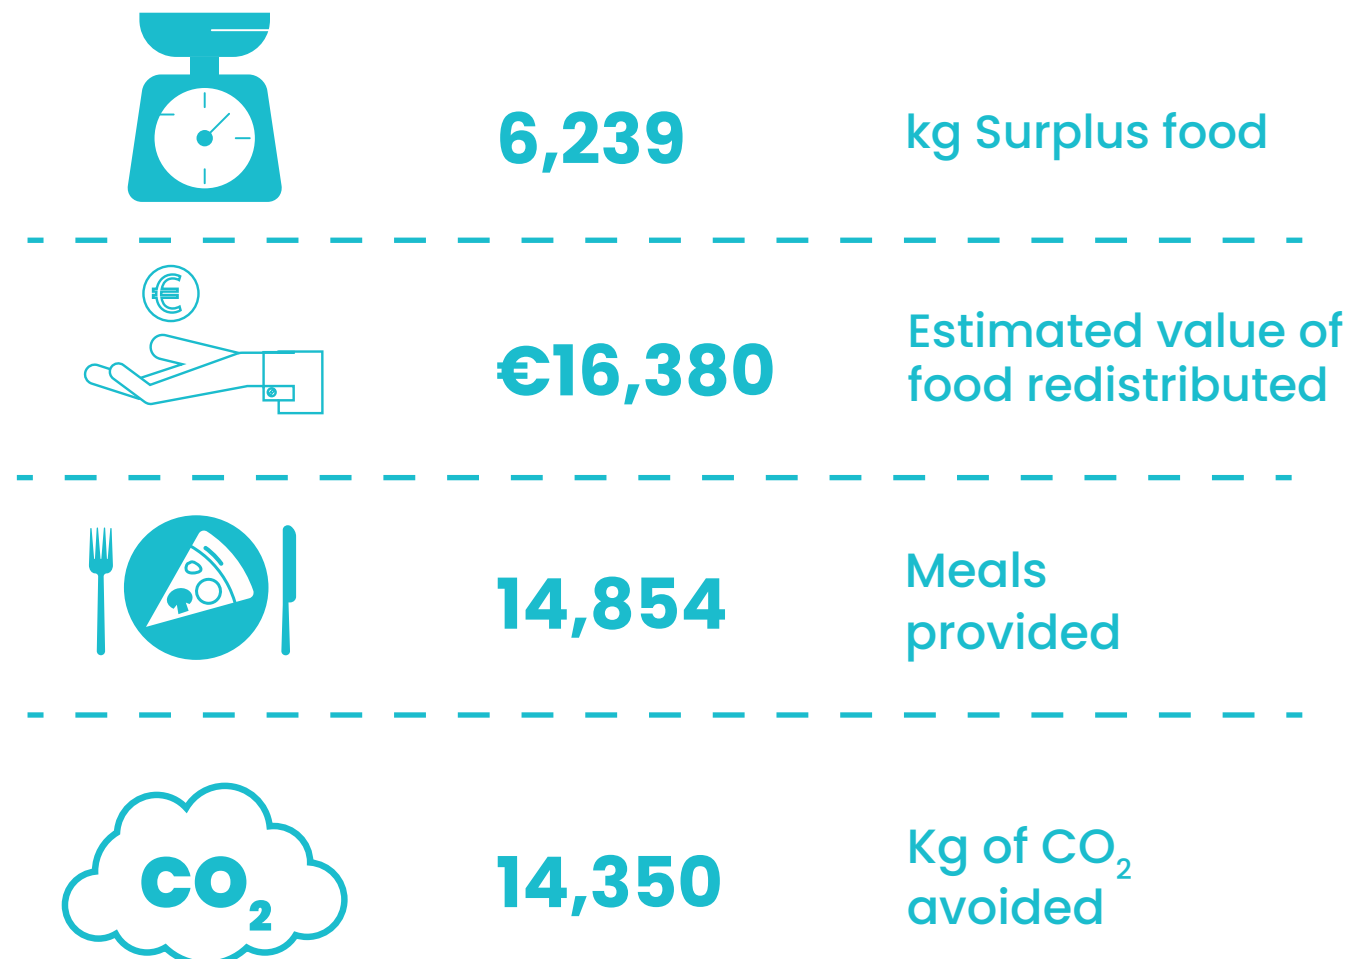 6,239
kg Surplus food
€
€16,380
Estimated value of
food redistributed
14,854
Meals
provided
CO₂
14,350
Kg of CO₂
avoided